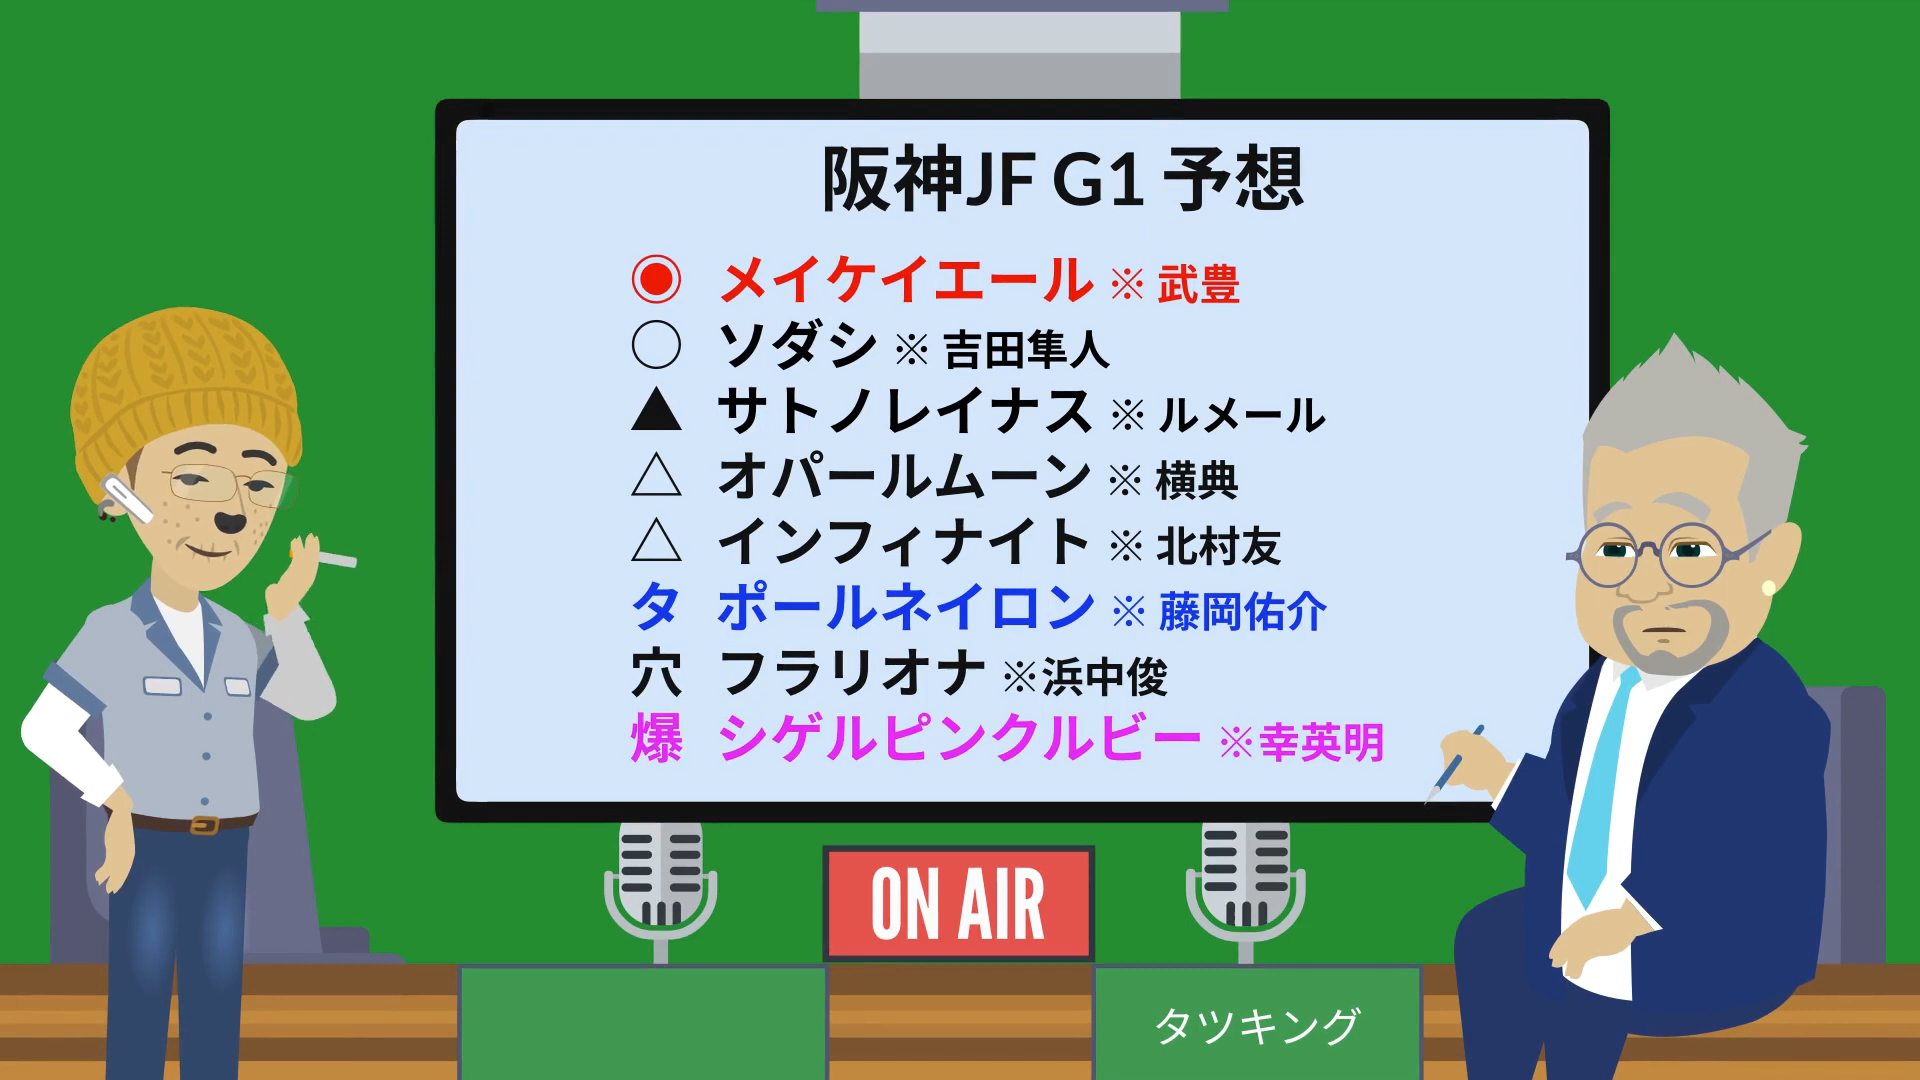 阪神JF G1 予想
◉ メイケイエール ※ 武豊
○ ソダシ ※ 吉田隼人
▲ サトノレイナス ※ ルメール
△ オパールムーン ※ 横典
△ インフィナイト ※ 北村友
タ ポールネイロン ※ 藤岡佑介
穴 フラリオナ ※浜中俊
爆 シゲルピンクルビー ※幸英明
ON AIR
タツキング